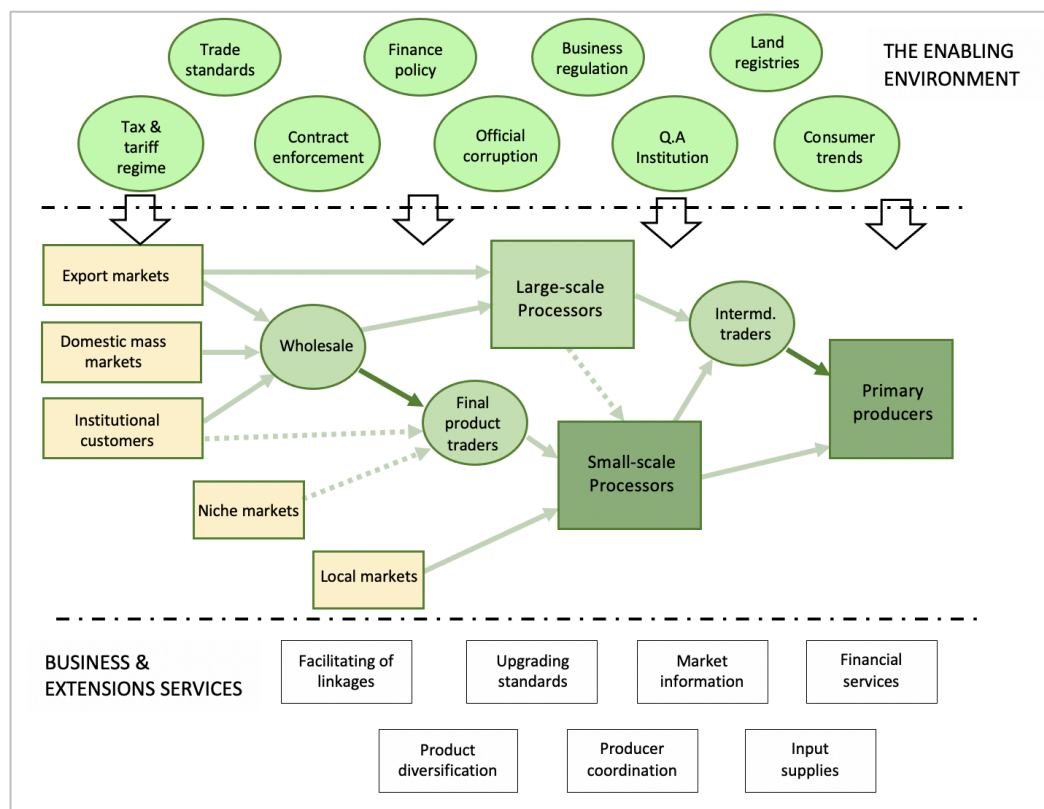 Trade
standards
Finance
policy
Business
regulation
Land
registries
THE ENABLING
ENVIRONMENT
Tax &
tariff
regime
Contract
enforcement
Official
corruption
Q.A
Institution
Consumer
trends
Export markets
Large-scale
Processors
Intermd.
traders
Domestic mass
markets
Wholesale
Primary
producers
Institutional
customers
Final
product
traders
Small-scale
Processors
Niche markets
Local markets
BUSINESS &
EXTENSIONS SERVICES
Facilitating of
linkages
Upgrading
standards
Market
information
Financial
services
Product
diversification
Producer
coordination
Input
supplies